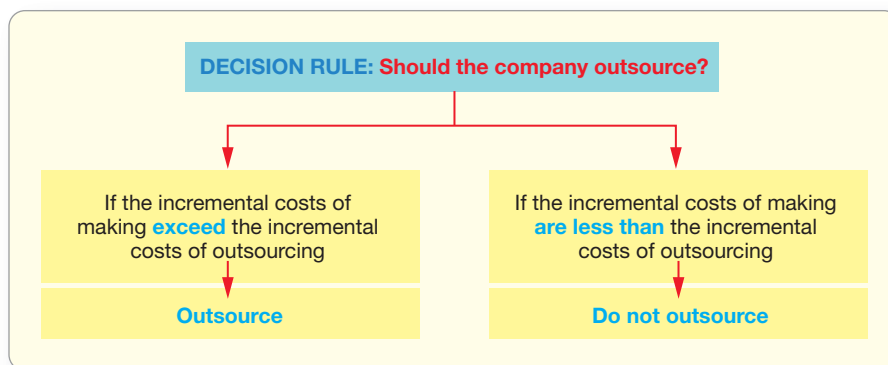 DECISION RULE: Should the company outsource?
If the incremental costs of
making exceed the incremental
costs of outsourcing
Outsource
If the incremental costs of making
are less than the incremental
costs of outsourcing
Do not outsource